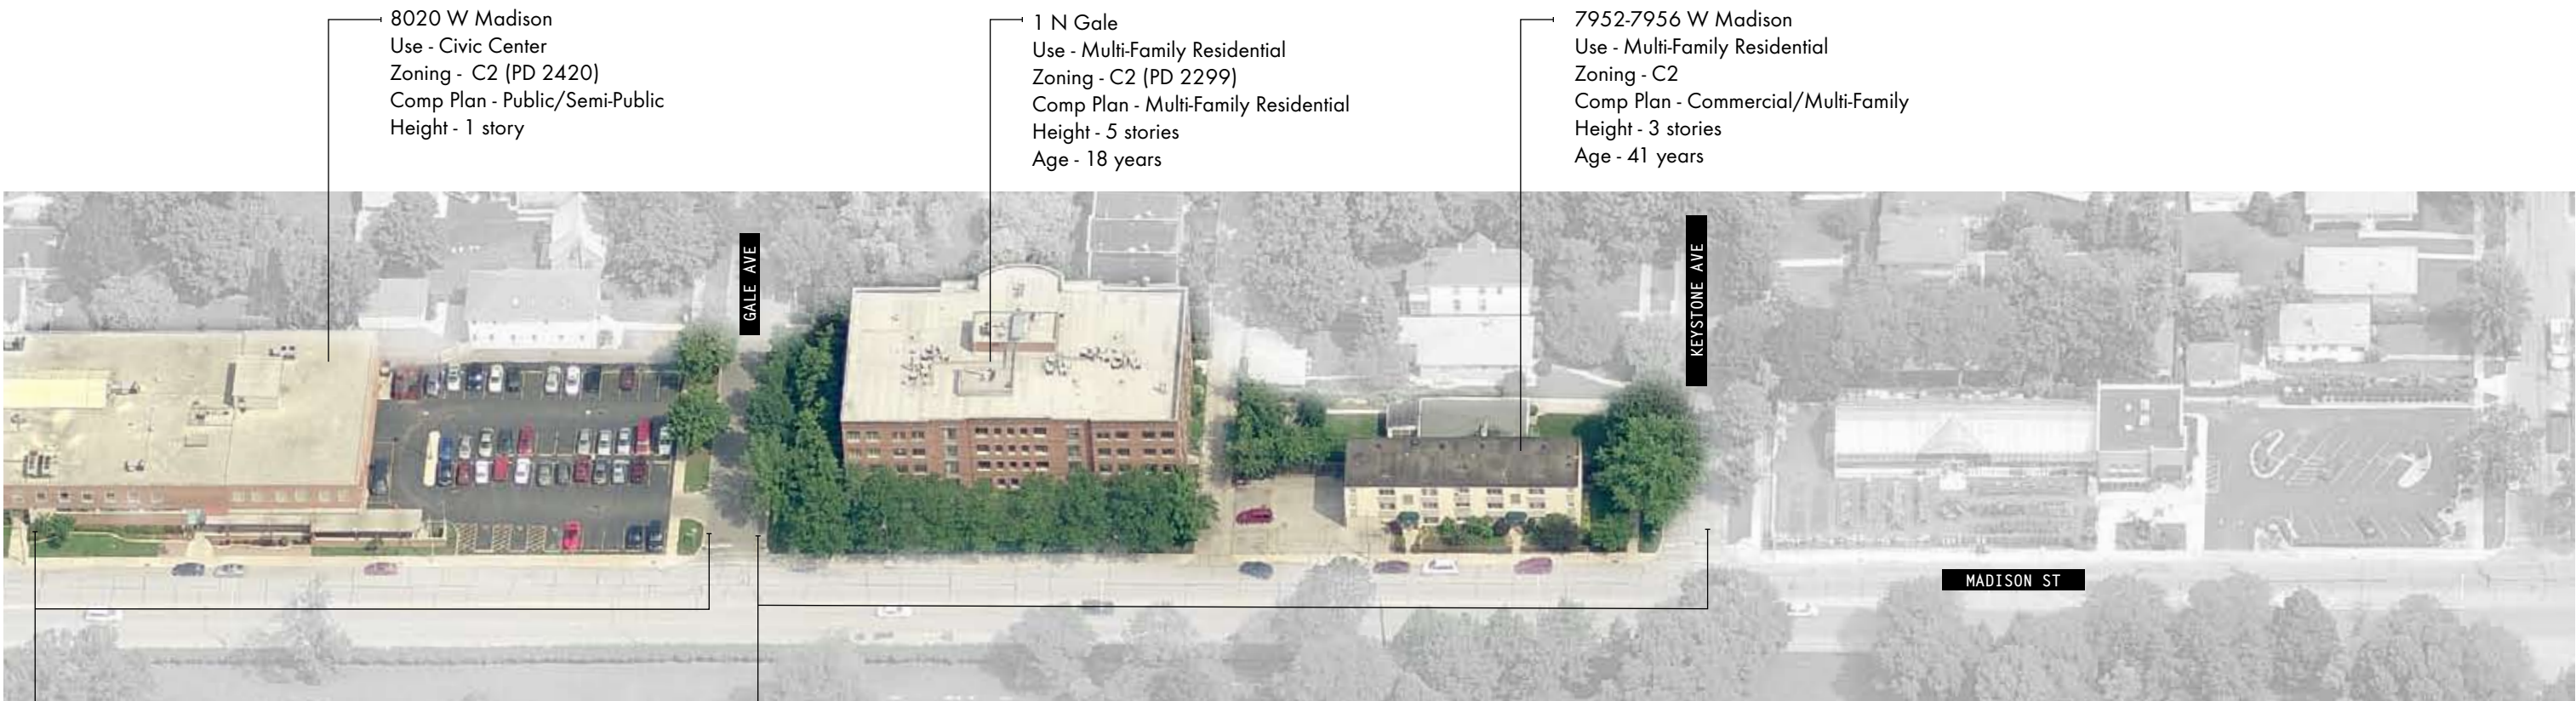 8020 W Madison
Use - Civic Center
Zoning - C2 (PD 2420)
Comp Plan - Public/Semi-Public
Height - 1 story
1 N Gale
Use - Multi-Family Residential
Zoning - C2 (PD 2299)
Comp Plan - Multi-Family Residential
Height - 5 stories
Age - 18 years
7952-7956 W Madison
Use - Multi-Family Residential
Zoning - C2
Comp Plan - Commercial/Multi-Family
Height - 3 stories
Age - 41 years
GALE AVE
KEYSTONE AVE
MADISON ST